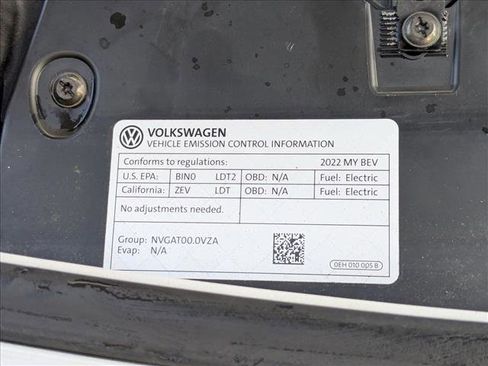 VOLKSWAGEN
VEHICLE EMISSION CONTROL INFORMATION
Conforms to regulations: 2022 MY BEV
U.S. EPA: BIN0 LDT2 OBD: N/A Fuel: Electric
California: ZEV LDT OBD: N/A Fuel: Electric
No adjustments needed.
Group: NVGAT00.0VZA
Evap: N/A
0EH 010 005 B